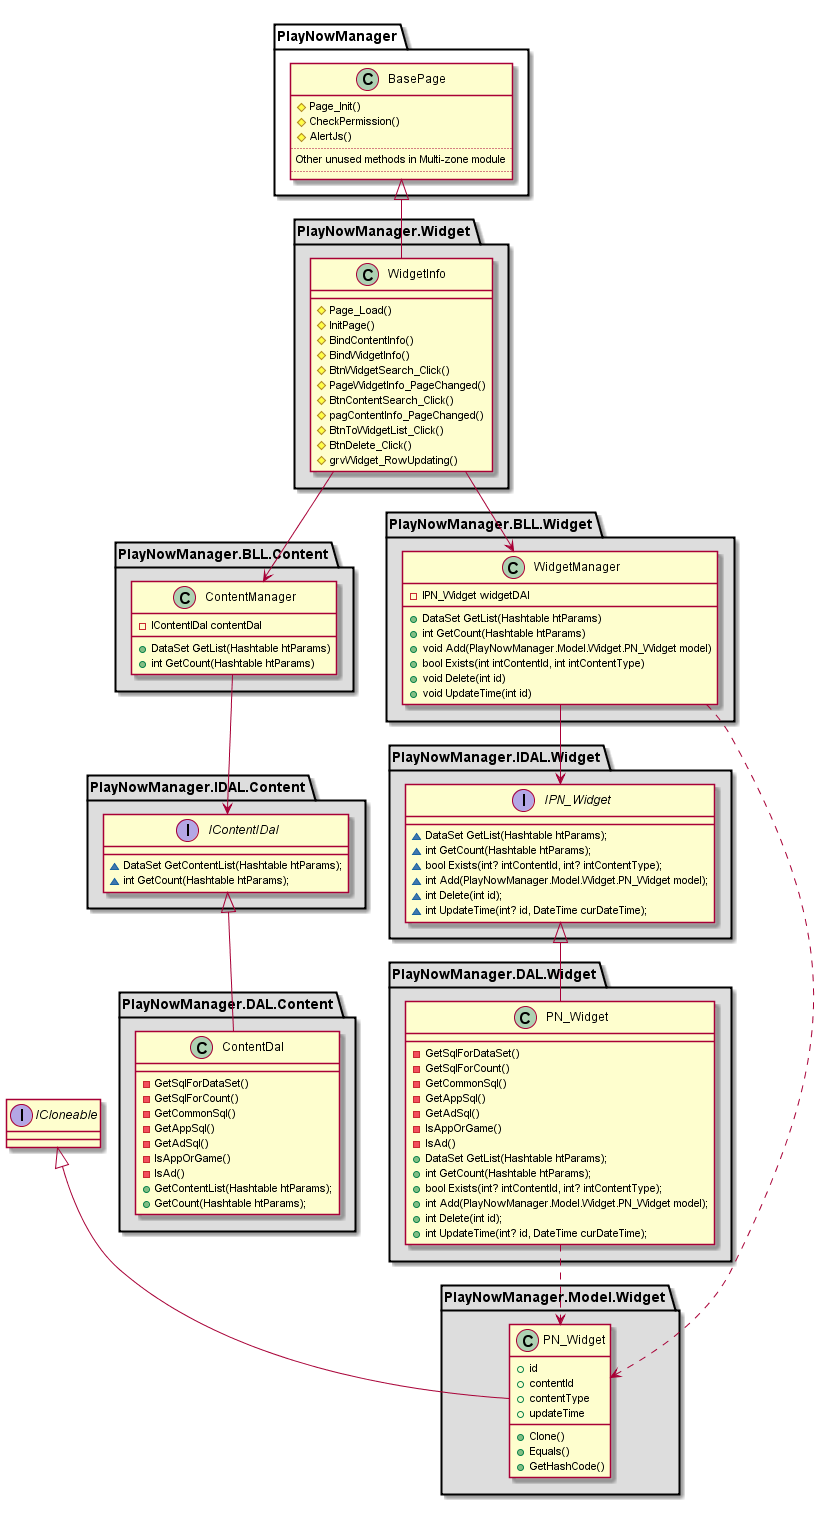 PlayNowManager
C BasePage
Page_Init()
CheckPermission()
AlertJs()
Other unused methods in Multi-zone module
PlayNowManager.Widget
C WidgetInfo
Page_Load()
InitPage()
BindContentInfo()
BindWidgetInfo()
BtnWidgetSearch_Click()
PageWidgetInfo_PageChanged()
BtnContentSearch_Click()
pagContentInfo_PageChanged()
BtnToWidgetList_Click()
BtnDelete_Click()
grvWidget_RowUpdating()
PlayNowManager.BLL.Content
C ContentManager
IContentIDal contentDal
DataSet GetList(Hashtable htParams)
int GetCount(Hashtable htParams)
PlayNowManager.BLL.Widget
C WidgetManager
IPN_Widget widgetDAl
DataSet GetList(Hashtable htParams)
int GetCount(Hashtable htParams)
void Add(PlayNowManager.Model.Widget.PN_Widget model)
bool Exists(int intContentId, int intContentType)
void Delete(int id)
void UpdateTime(int id)
PlayNowManager.IDAL.Content
I IContentIDal
DataSet GetContentList(Hashtable htParams);
int GetCount(Hashtable htParams);
PlayNowManager.IDAL.Widget
I IPN_Widget
DataSet GetList(Hashtable htParams);
int GetCount(Hashtable htParams);
bool Exists(int? intContentId, int? intContentType);
int Add(PlayNowManager.Model.Widget.PN_Widget model);
int Delete(int id);
int UpdateTime(int? id, DateTime curDateTime);
PlayNowManager.DAL.Content
C ContentDal
GetSqlForDataSet()
GetSqlForCount()
GetCommonSql()
GetAppSql()
GetAdSql()
IsAppOrGame()
IsAd()
GetContentList(Hashtable htParams);
GetCount(Hashtable htParams);
PlayNowManager.DAL.Widget
C PN_Widget
GetSqlForDataSet()
GetSqlForCount()
GetCommonSql()
GetAppSql()
GetAdSql()
IsAppOrGame()
IsAd()
DataSet GetList(Hashtable htParams);
int GetCount(Hashtable htParams);
bool Exists(int? intContentId, int? intContentType);
int Add(PlayNowManager.Model.Widget.PN_Widget model);
int Delete(int id);
int UpdateTime(int? id, DateTime curDateTime);
I ICloneable
PlayNowManager.Model.Widget
C PN_Widget
id
contentId
contentType
updateTime
Clone()
Equals()
GetHashCode()